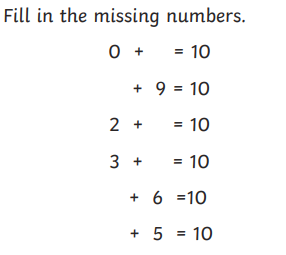 Fill in the missing numbers.
0 + = 10
+ 9 = 10
2 + = 10
3 + = 10
+ 6 =10
+ 5 = 10